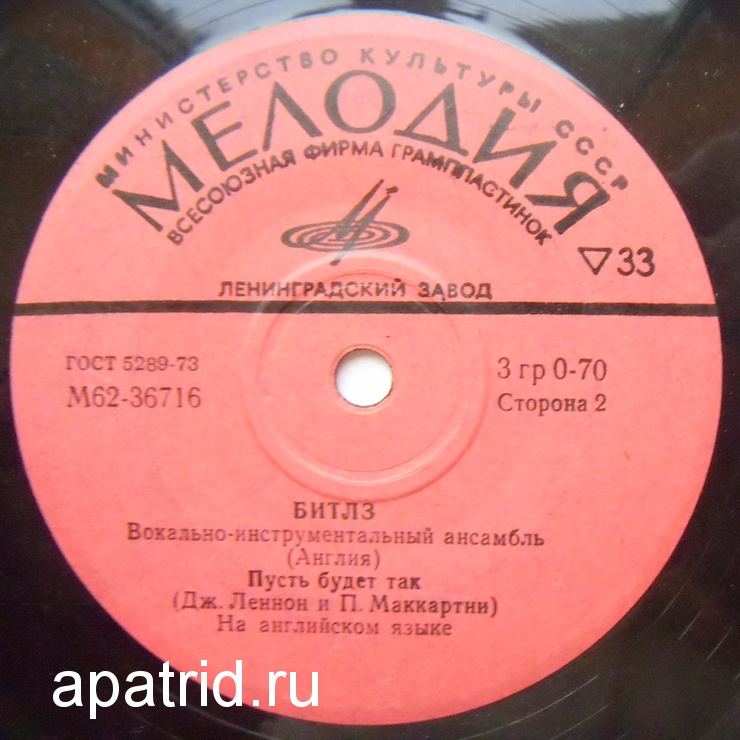 МИНИСТЕРСТВО КУЛЬТУРЫ СССР
МЕЛОДИЯ
ВСЕСОЮЗНАЯ ФИРМА ГРАМПЛАСТИНОК
▽33
ЛЕНИНГРАДСКИЙ ЗАВОД
ГОСТ 5289-73
3 гр 0-70
М62-36716
Сторона 2
БИТЛЗ
Вокально-инструментальный ансамбль
(Англия)
Пусть будет так
(Дж. Леннон и П. Маккартни)
На английском языке
apatrid.ru